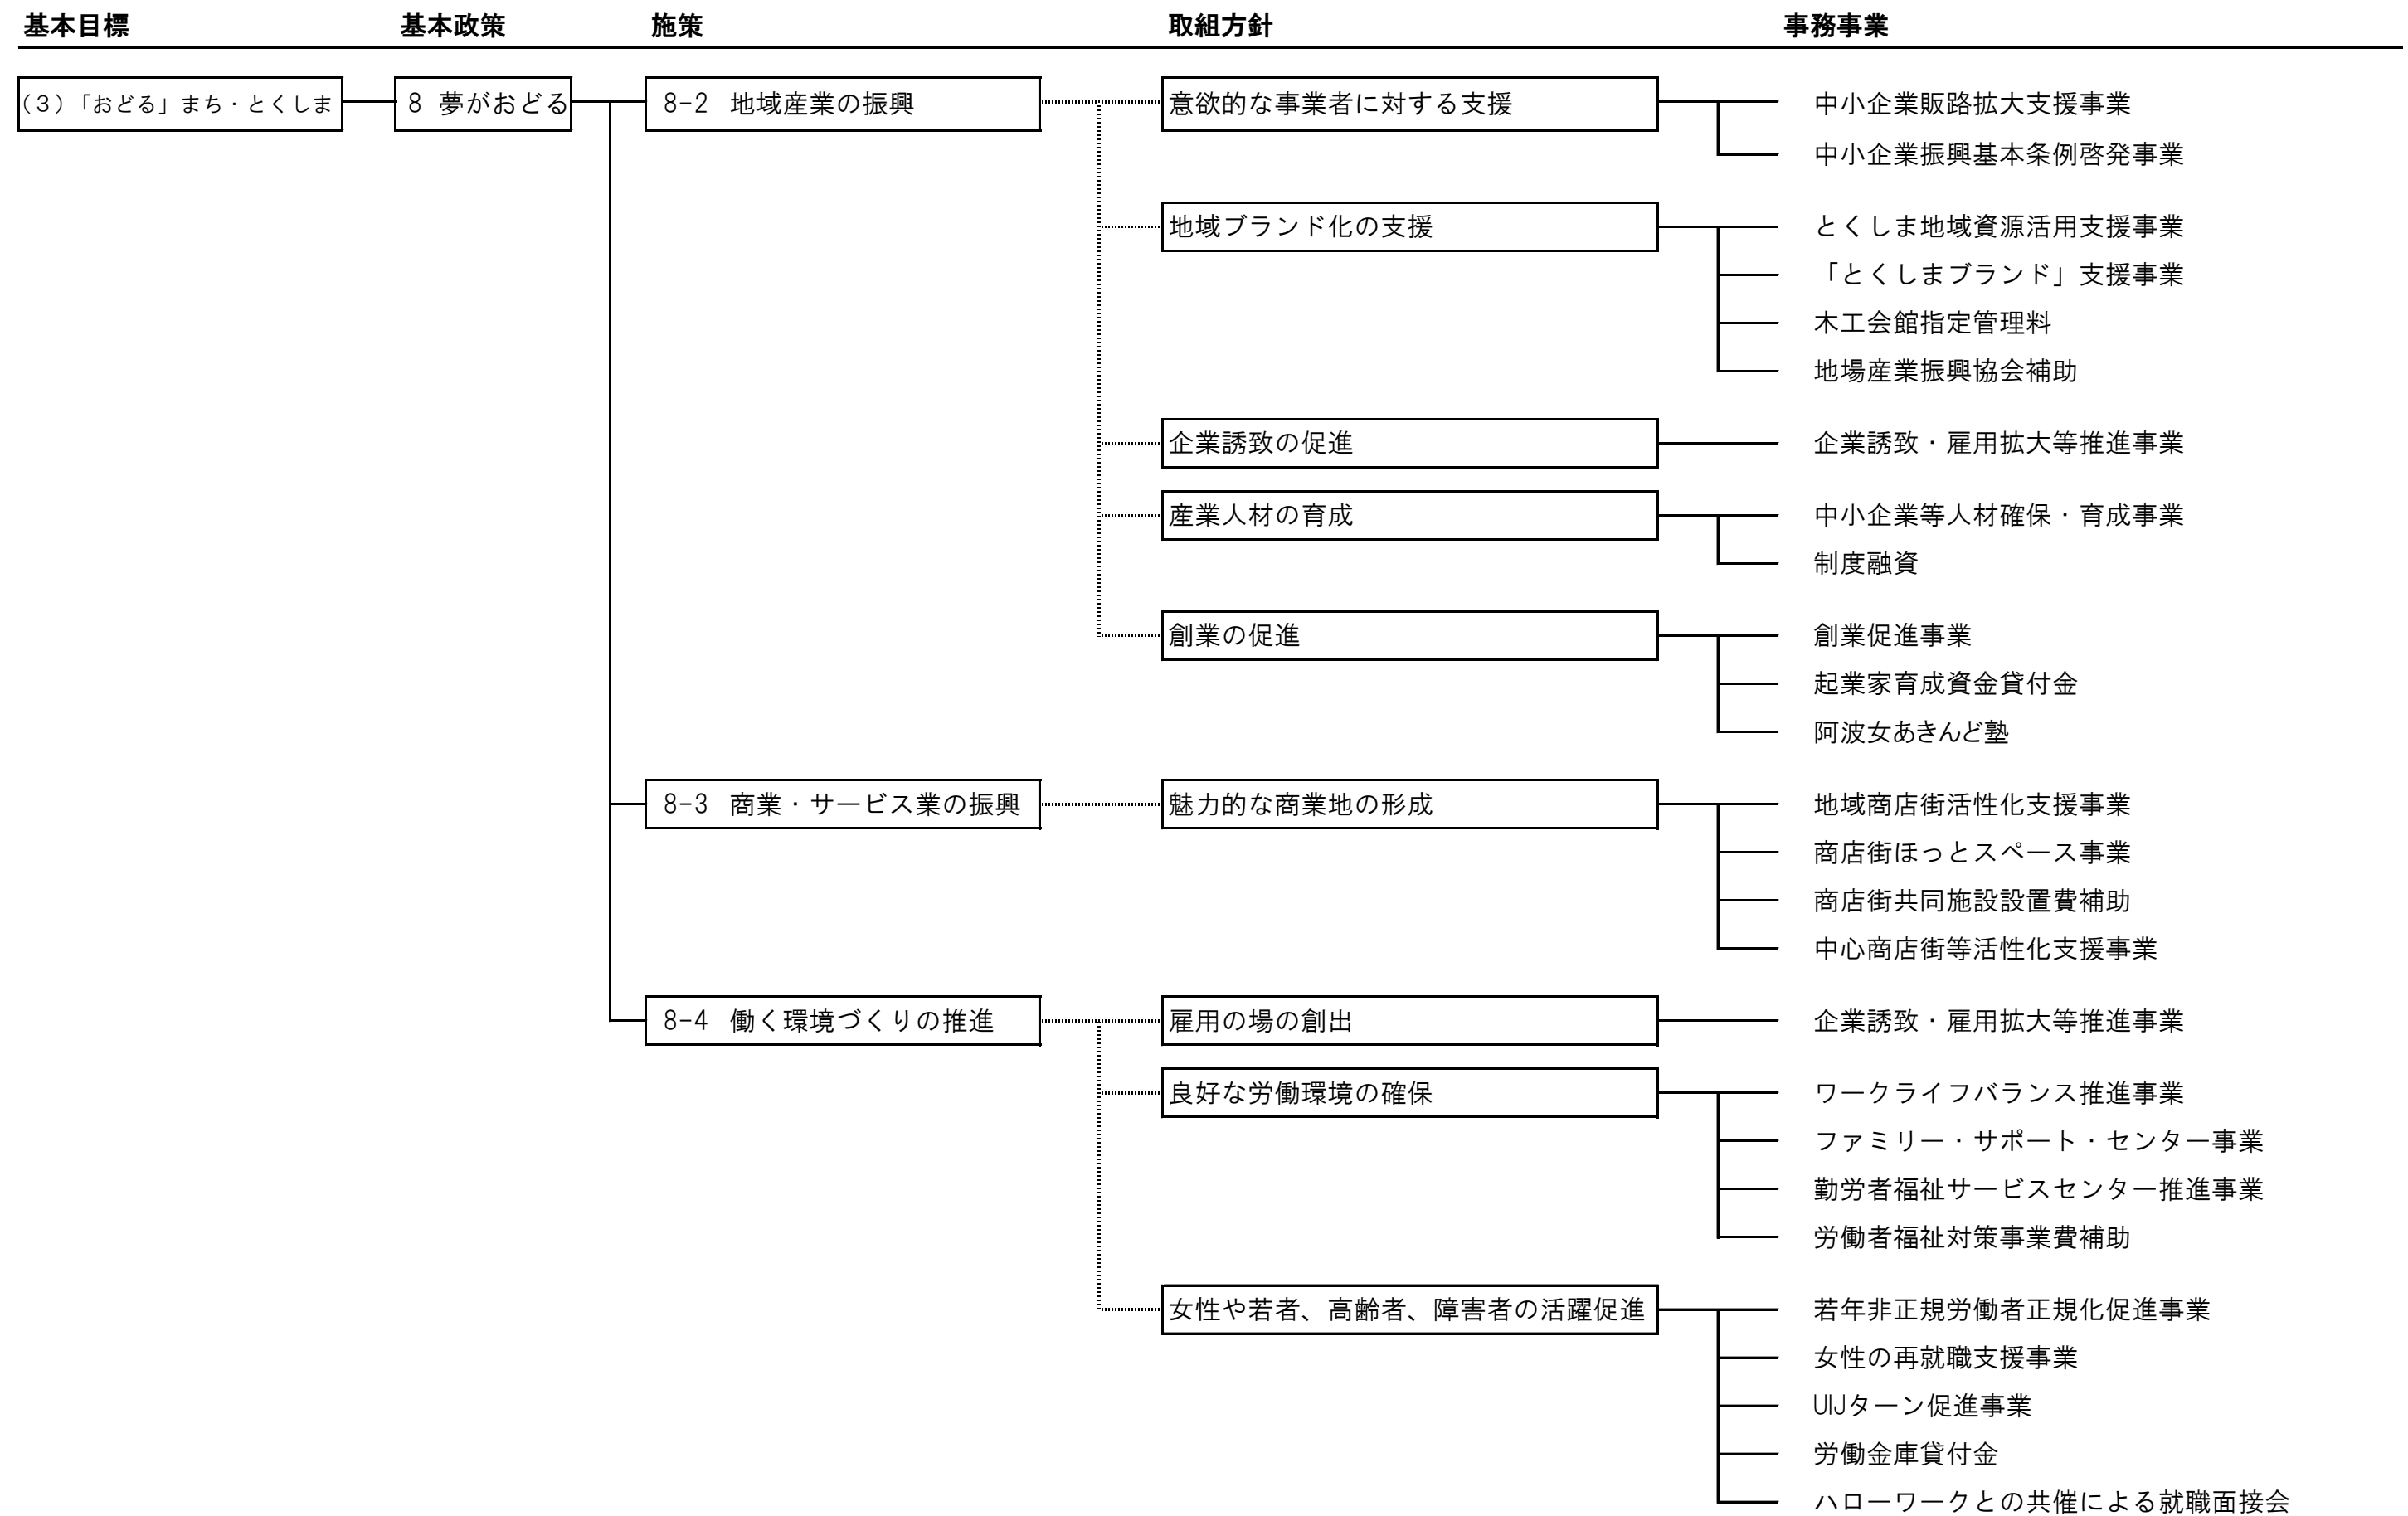 基本目標 基本政策 施策 取組方針 事務事業
(3)「おどる」まち・とくしま 8 夢がおどる 8-2 地域産業の振興 意欲的な事業者に対する支援 中小企業販路拡大支援事業
中小企業振興基本条例啓発事業
地域ブランド化の支援 とくしま地域資源活用支援事業
「とくしまブランド」支援事業
木工会館指定管理料
地場産業振興協会補助
企業誘致の促進 企業誘致・雇用拡大等推進事業
産業人材の育成 中小企業等人材確保・育成事業
制度融資
創業の促進 創業促進事業
起業家育成資金貸付金
阿波女あきんど塾
8-3 商業・サービス業の振興 魅力的な商業地の形成 地域商店街活性化支援事業
商店街ほっとスペース事業
商店街共同施設設置費補助
中心商店街等活性化支援事業
8-4 働く環境づくりの推進 雇用の場の創出 企業誘致・雇用拡大等推進事業
良好な労働環境の確保 ワークライフバランス推進事業
ファミリー・サポート・センター事業
勤労者福祉サービスセンター推進事業
労働者福祉対策事業費補助
女性や若者、高齢者、障害者の活躍促進 若年非正規労働者正規化促進事業
女性の再就職支援事業
UIJターン促進事業
労働金庫貸付金
ハローワークとの共催による就職面接会